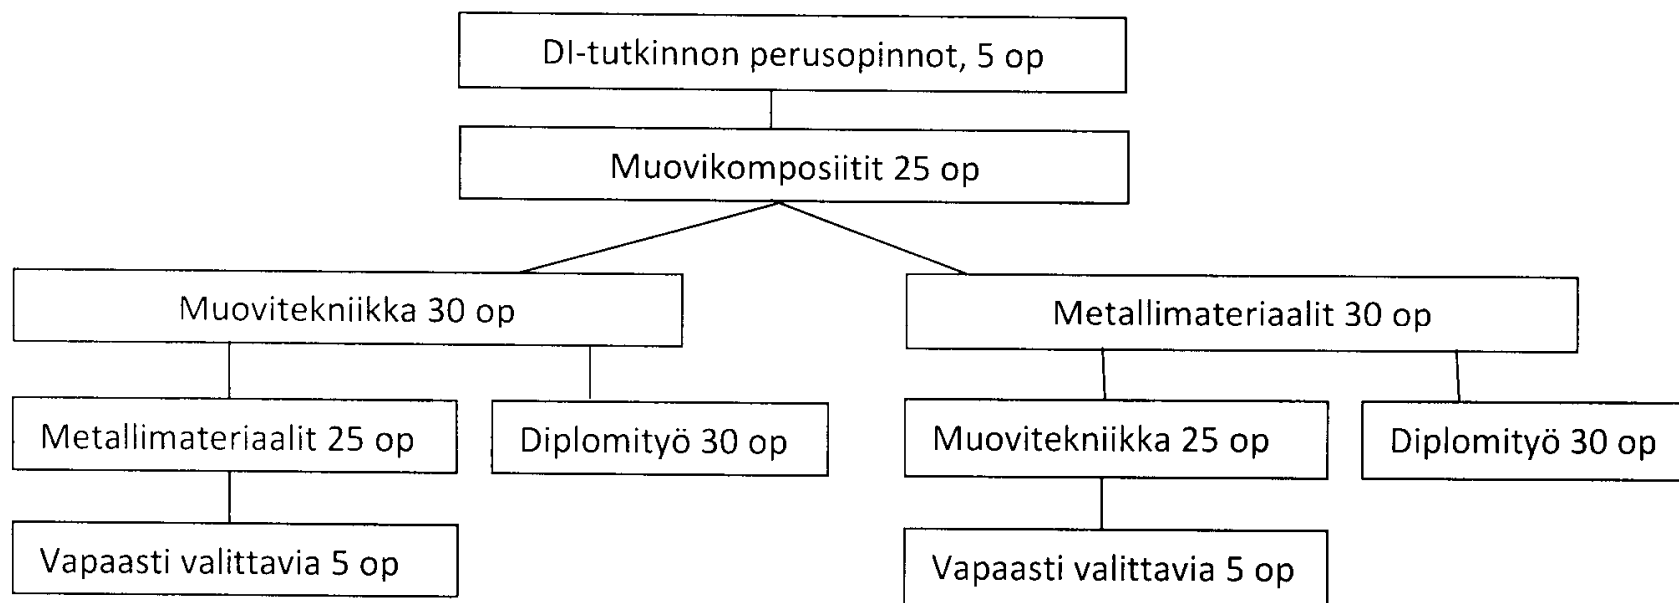 DI-tutkinnon perusopinnot, 5 op
Muovikomposiitit 25 op
Muovitekniikka 30 op
Metallimateriaalit 30 op
Metallimateriaalit 25 op
Diplomityö 30 op
Muovitekniikka 25 op
Diplomityö 30 op
Vapaasti valittavia 5 op
Vapaasti valittavia 5 op